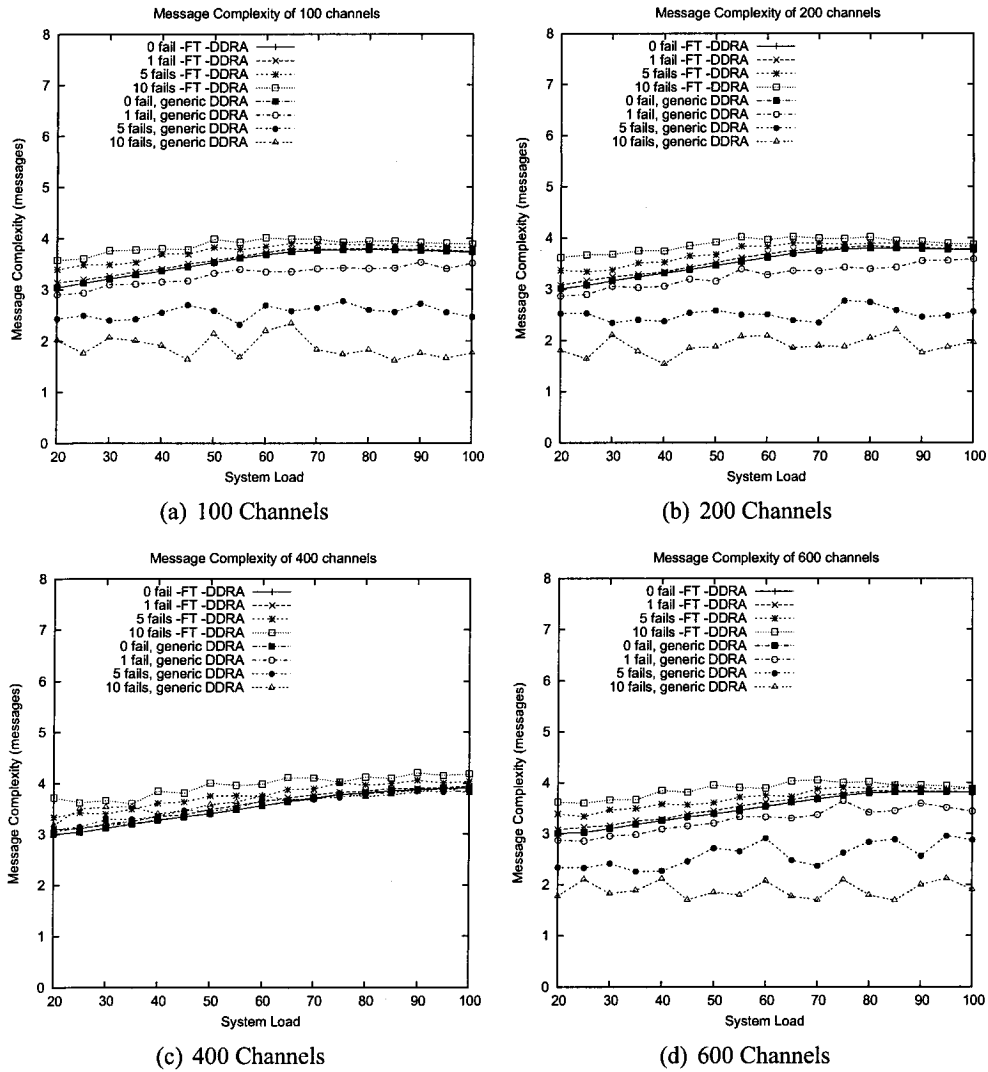 Message Complexity of 100 channels
0 fail -FT -DDRA
1 fail -FT -DDRA
5 fails -FT -DDRA
10 fails -FT -DDRA
0 fail, generic DDRA
1 fail, generic DDRA
5 fails, generic DDRA
10 fails, generic DDRA
Message Complexity (messages)
8
7
6
5
4
3
2
1
0
20 30 40 50 60 70 80 90 100
System Load
(a) 100 Channels
Message Complexity of 200 channels
0 fail -FT -DDRA
1 fail -FT -DDRA
5 fails -FT -DDRA
10 fails -FT -DDRA
0 fail, generic DDRA
1 fail, generic DDRA
5 fails, generic DDRA
10 fails, generic DDRA
Message Complexity (messages)
8
7
6
5
4
3
2
1
0
20 30 40 50 60 70 80 90 100
System Load
(b) 200 Channels
Message Complexity of 400 channels
0 fail -FT -DDRA
1 fail -FT -DDRA
5 fails -FT -DDRA
10 fails -FT -DDRA
0 fail, generic DDRA
1 fail, generic DDRA
5 fails, generic DDRA
10 fails, generic DDRA
Message Complexity (messages)
8
7
6
5
4
3
2
1
0
20 30 40 50 60 70 80 90 100
System Load
(c) 400 Channels
Message Complexity of 600 channels
0 fail -FT -DDRA
1 fail -FT -DDRA
5 fails -FT -DDRA
10 fails -FT -DDRA
0 fail, generic DDRA
1 fail, generic DDRA
5 fails, generic DDRA
10 fails, generic DDRA
Message Complexity (messages)
8
7
6
5
4
3
2
1
0
20 30 40 50 60 70 80 90 100
System Load
(d) 600 Channels